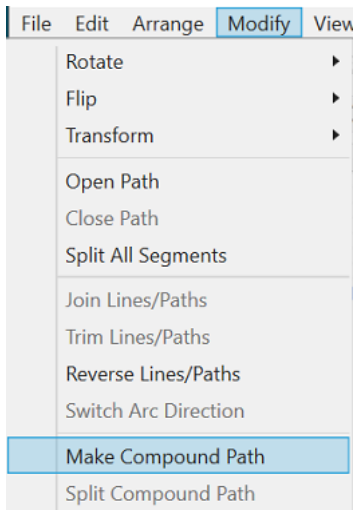 File Edit Arrange Modify View
Rotate
Flip
Transform
Open Path
Close Path
Split All Segments
Join Lines/Paths
Trim Lines/Paths
Reverse Lines/Paths
Switch Arc Direction
Make Compound Path
Split Compound Path